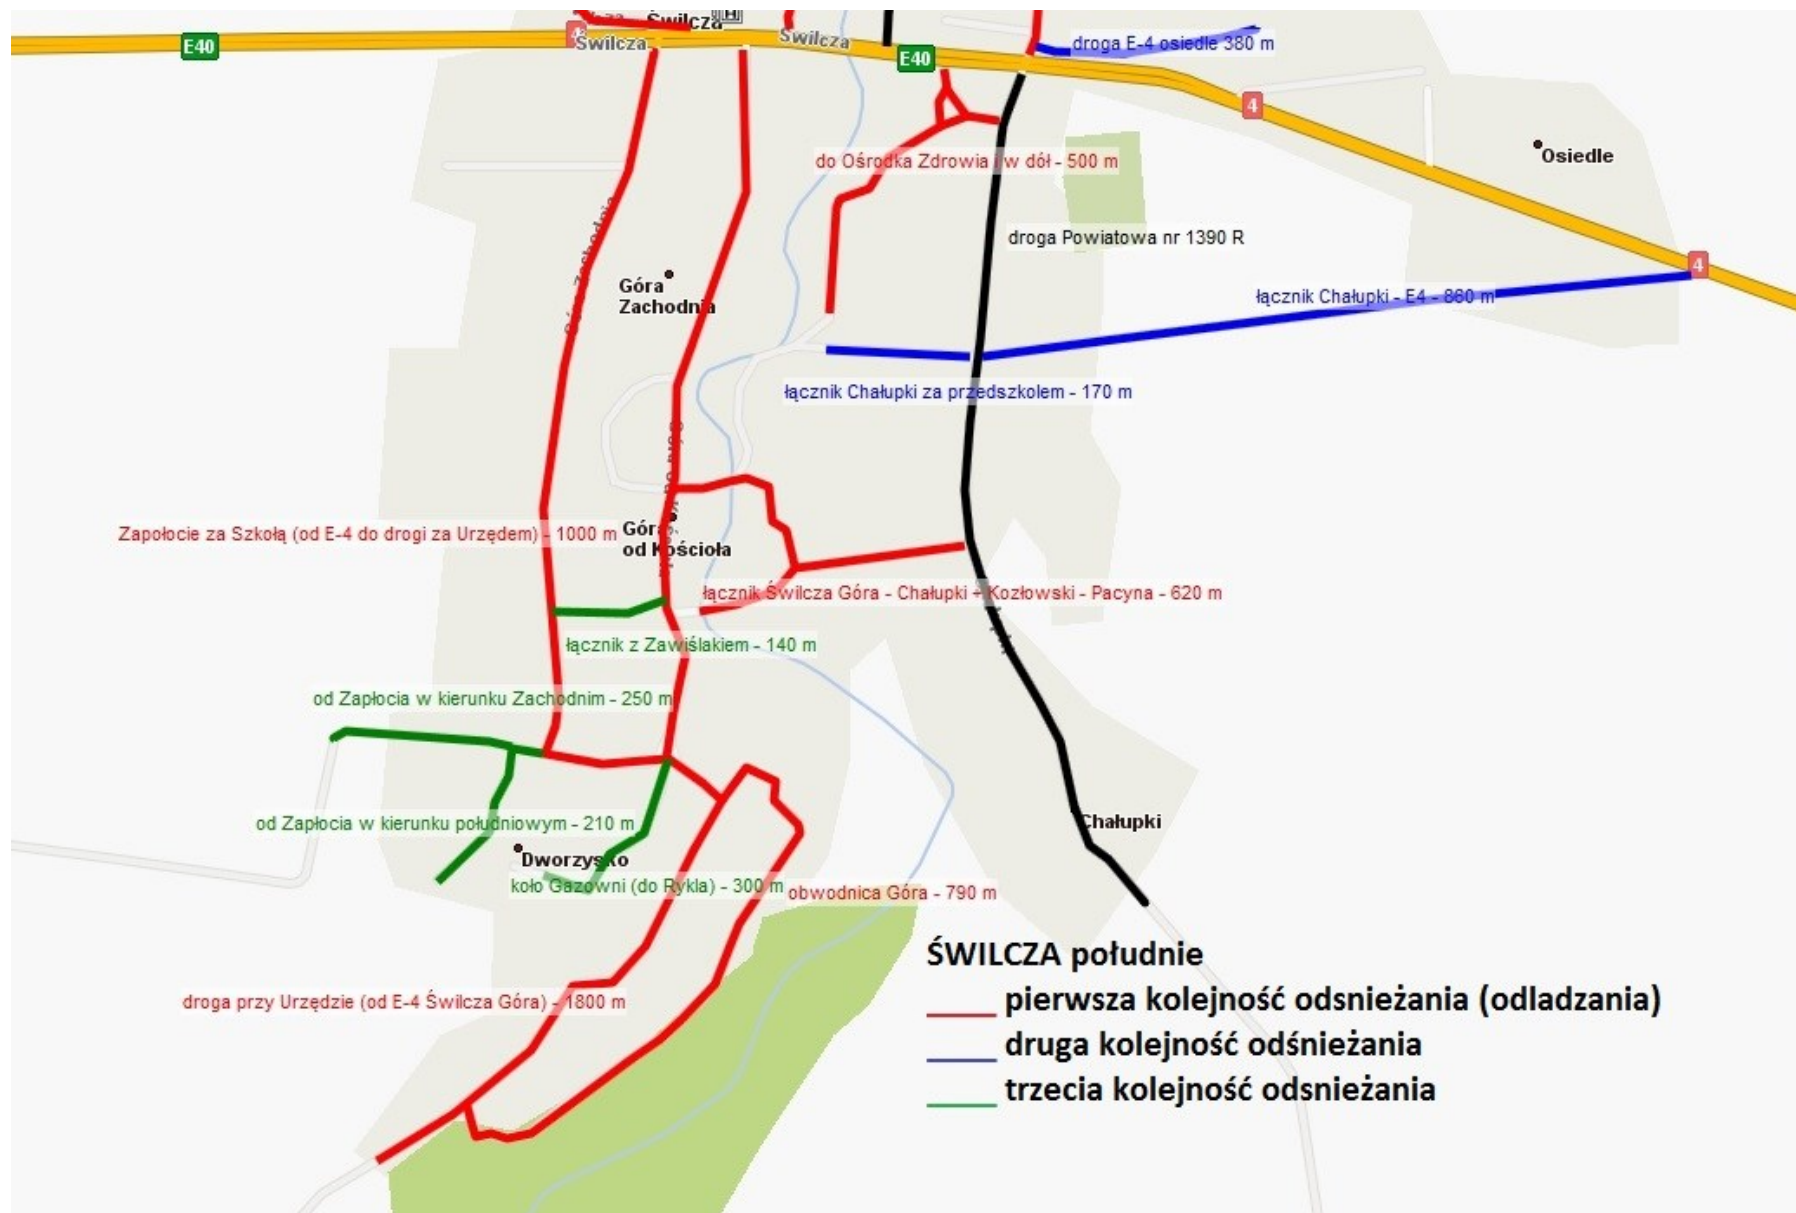 Świlcza
4
E40
Świlcza
Świlcza
E40
droga E-4 osiedle 380 m
4
Osiedle
do Ośrodka Zdrowia i w dół - 500 m
droga Powiatowa nr 1390 R
Góra Zachodnia
Góra
Zachodnia
4
łącznik Chałupki - E4 - 860 m
łącznik Chałupki za przedszkolem - 170 m
Zapołocie za Szkołą (od E-4 do drogi za Urzędem) - 1000 m
Góra
od Kościoła
łącznik Świlcza Góra - Chałupki + Kozłowski - Pacyna - 620 m
łącznik z Zawiślakiem - 140 m
od Zapłocia w kierunku Zachodnim - 250 m
od Zapłocia w kierunku południowym - 210 m
Chałupki
Dworzysko
koło Gazowni (do Rykla) - 300 m
obwodnica Góra - 790 m
droga przy Urzędzie (od E-4 Świlcza Góra) - 1800 m
ŚWILCZA południe
pierwsza kolejność odsnieżania (odladzania)
druga kolejność odśnieżania
trzecia kolejność odsnieżania